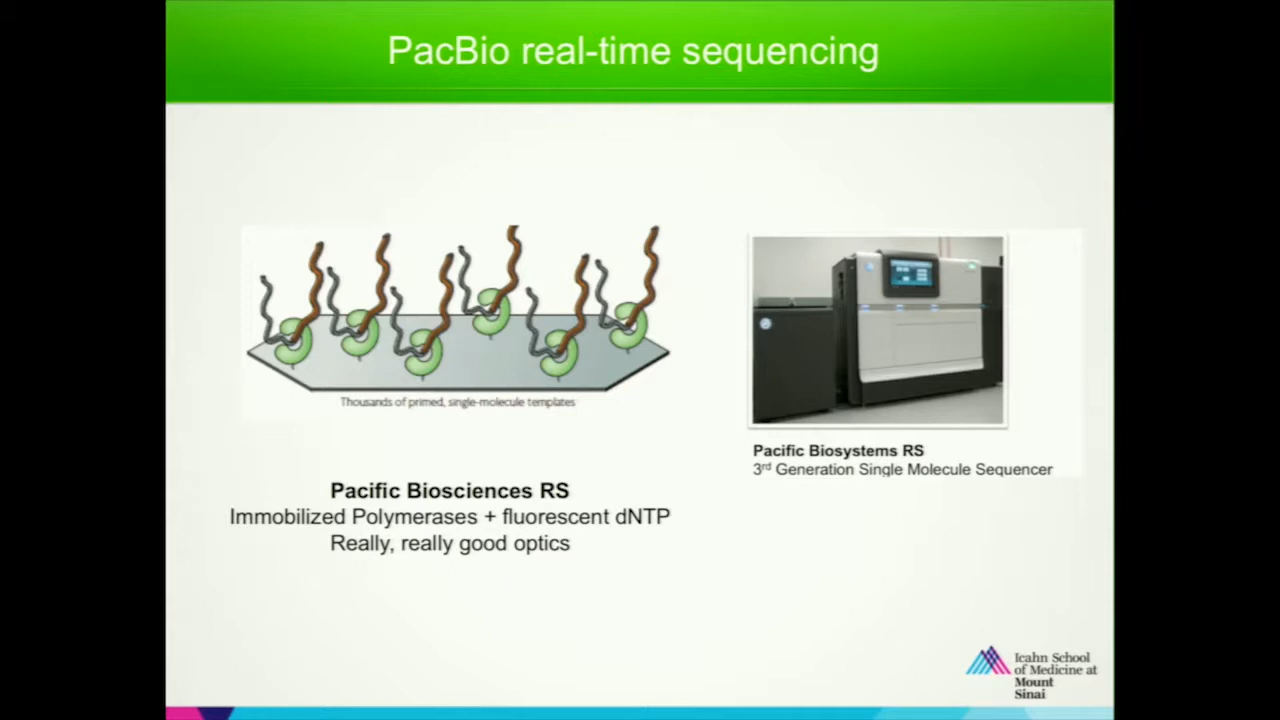 PacBio real-time sequencing
Thousands of primed, single-molecule templates
Pacific Biosciences RS
Immobilized Polymerases + fluorescent dNTP
Really, really good optics
Pacific Biosystems RS
3rd Generation Single Molecule Sequencer
Icahn School
of Medicine at
Mount
Sinai